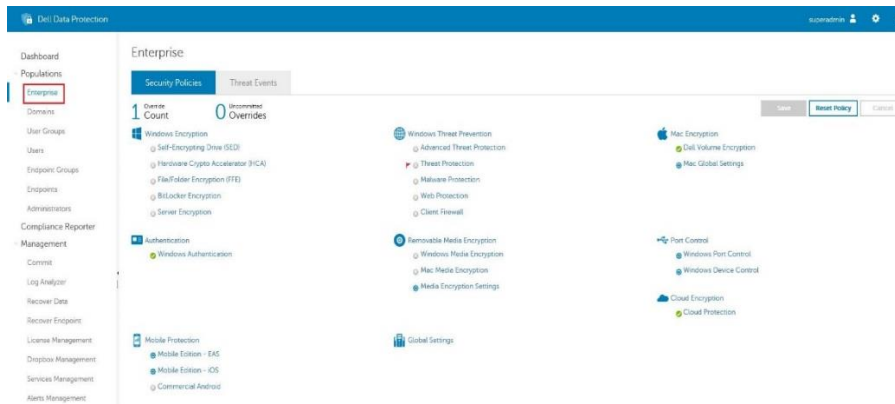 Dell Data Protection
superadmin
Dashboard
Populations
Enterprise
Domains
User Groups
Users
Endpoint Groups
Endpoints
Administrators
Compliance Reporter
Management
Commit
Log Analyzer
Recover Data
Recover Endpoint
License Management
Dropbox Management
Services Management
Alerts Management
Enterprise
Security Policies
Threat Events
1 Override Count
0 Uncommitted Overrides
Save
Reset Policy
Cancel
Windows Encryption
Self-Encrypting Drive (SED)
Hardware Crypto Accelerator (HCA)
File/Folder Encryption (FFE)
BitLocker Encryption
Server Encryption
Windows Threat Prevention
Advanced Threat Protection
Threat Protection
Malware Protection
Web Protection
Client Firewall
Mac Encryption
Dell Volume Encryption
Mac Global Settings
Authentication
Windows Authentication
Removable Media Encryption
Windows Media Encryption
Mac Media Encryption
Media Encryption Settings
Port Control
Windows Port Control
Windows Device Control
Cloud Encryption
Cloud Protection
Mobile Protection
Mobile Edition - EAS
Mobile Edition - iOS
Commercial Android
Global Settings